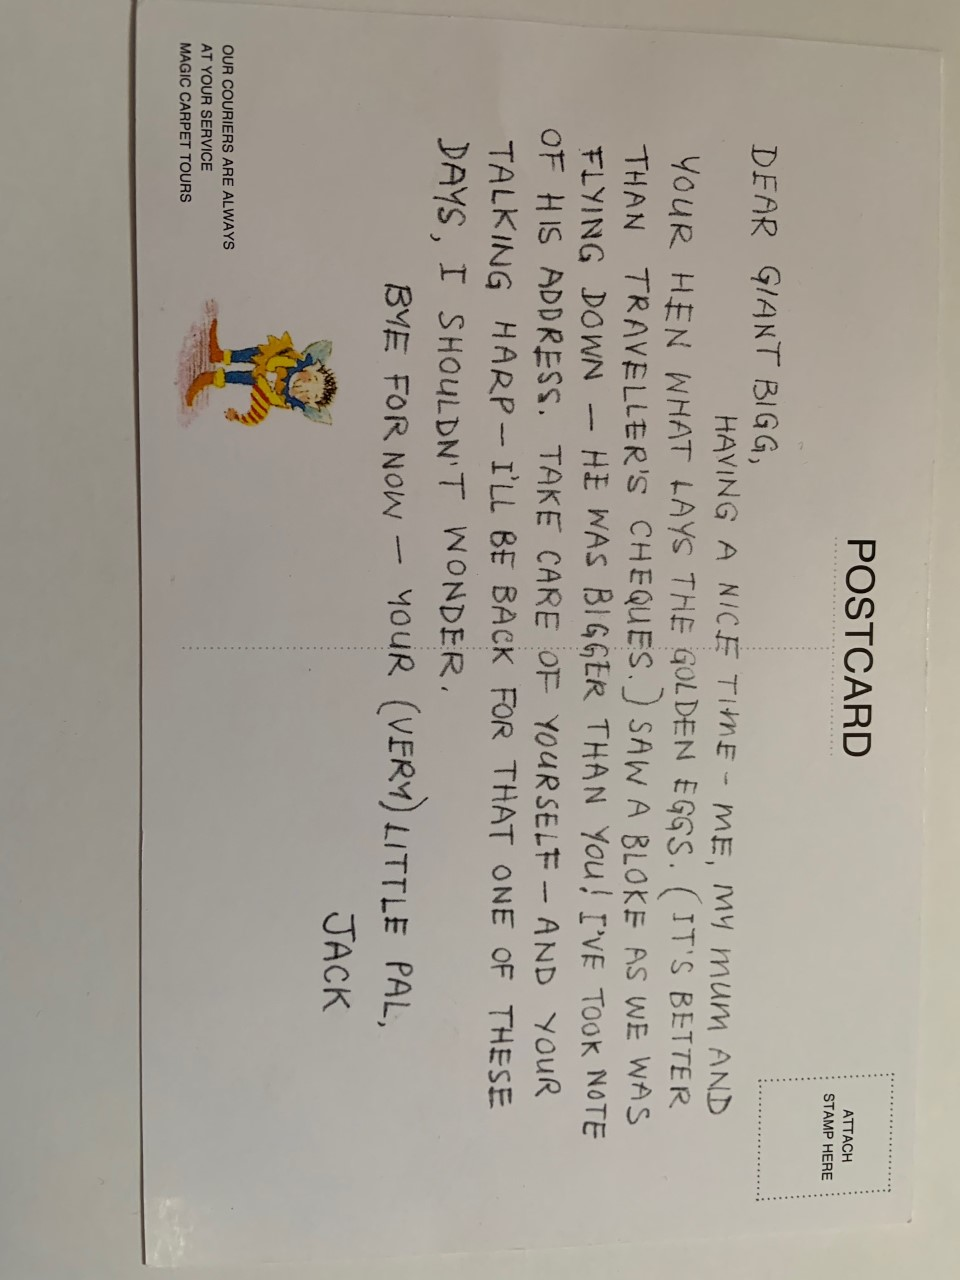 POSTCARD
ATTACH
STAMP HERE
DEAR GIANT BIGG,
HAVING A NICE TIME - ME, MY MUM AND
YOUR HEN WHAT LAYS THE GOLDEN EGGS. (IT'S BETTER
THAN TRAVELLER'S CHEQUES.) SAW A BLOKE AS WE WAS
FLYING DOWN — HE WAS BIGGER THAN YOU! I'VE TOOK NOTE
OF HIS ADDRESS. TAKE CARE OF YOURSELF - AND YOUR
TALKING HARP - I'LL BE BACK FOR THAT ONE OF THESE
DAYS, I SHOULDN'T WONDER.
BYE FOR NOW — YOUR (VERY) LITTLE PAL,
JACK
OUR COURIERS ARE ALWAYS
AT YOUR SERVICE
MAGIC CARPET TOURS